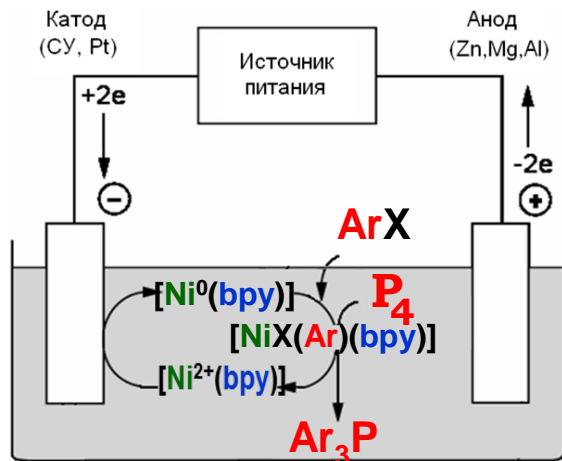 Катод
(СУ, Pt)
Источник
питания
Анод
(Zn,Mg,Al)
+2e
-2e
−
+
ArX
[Ni⁰(bpy)]
P₄
[NiX(Ar)(bpy)]
[Ni²⁺(bpy)]
Ar₃P